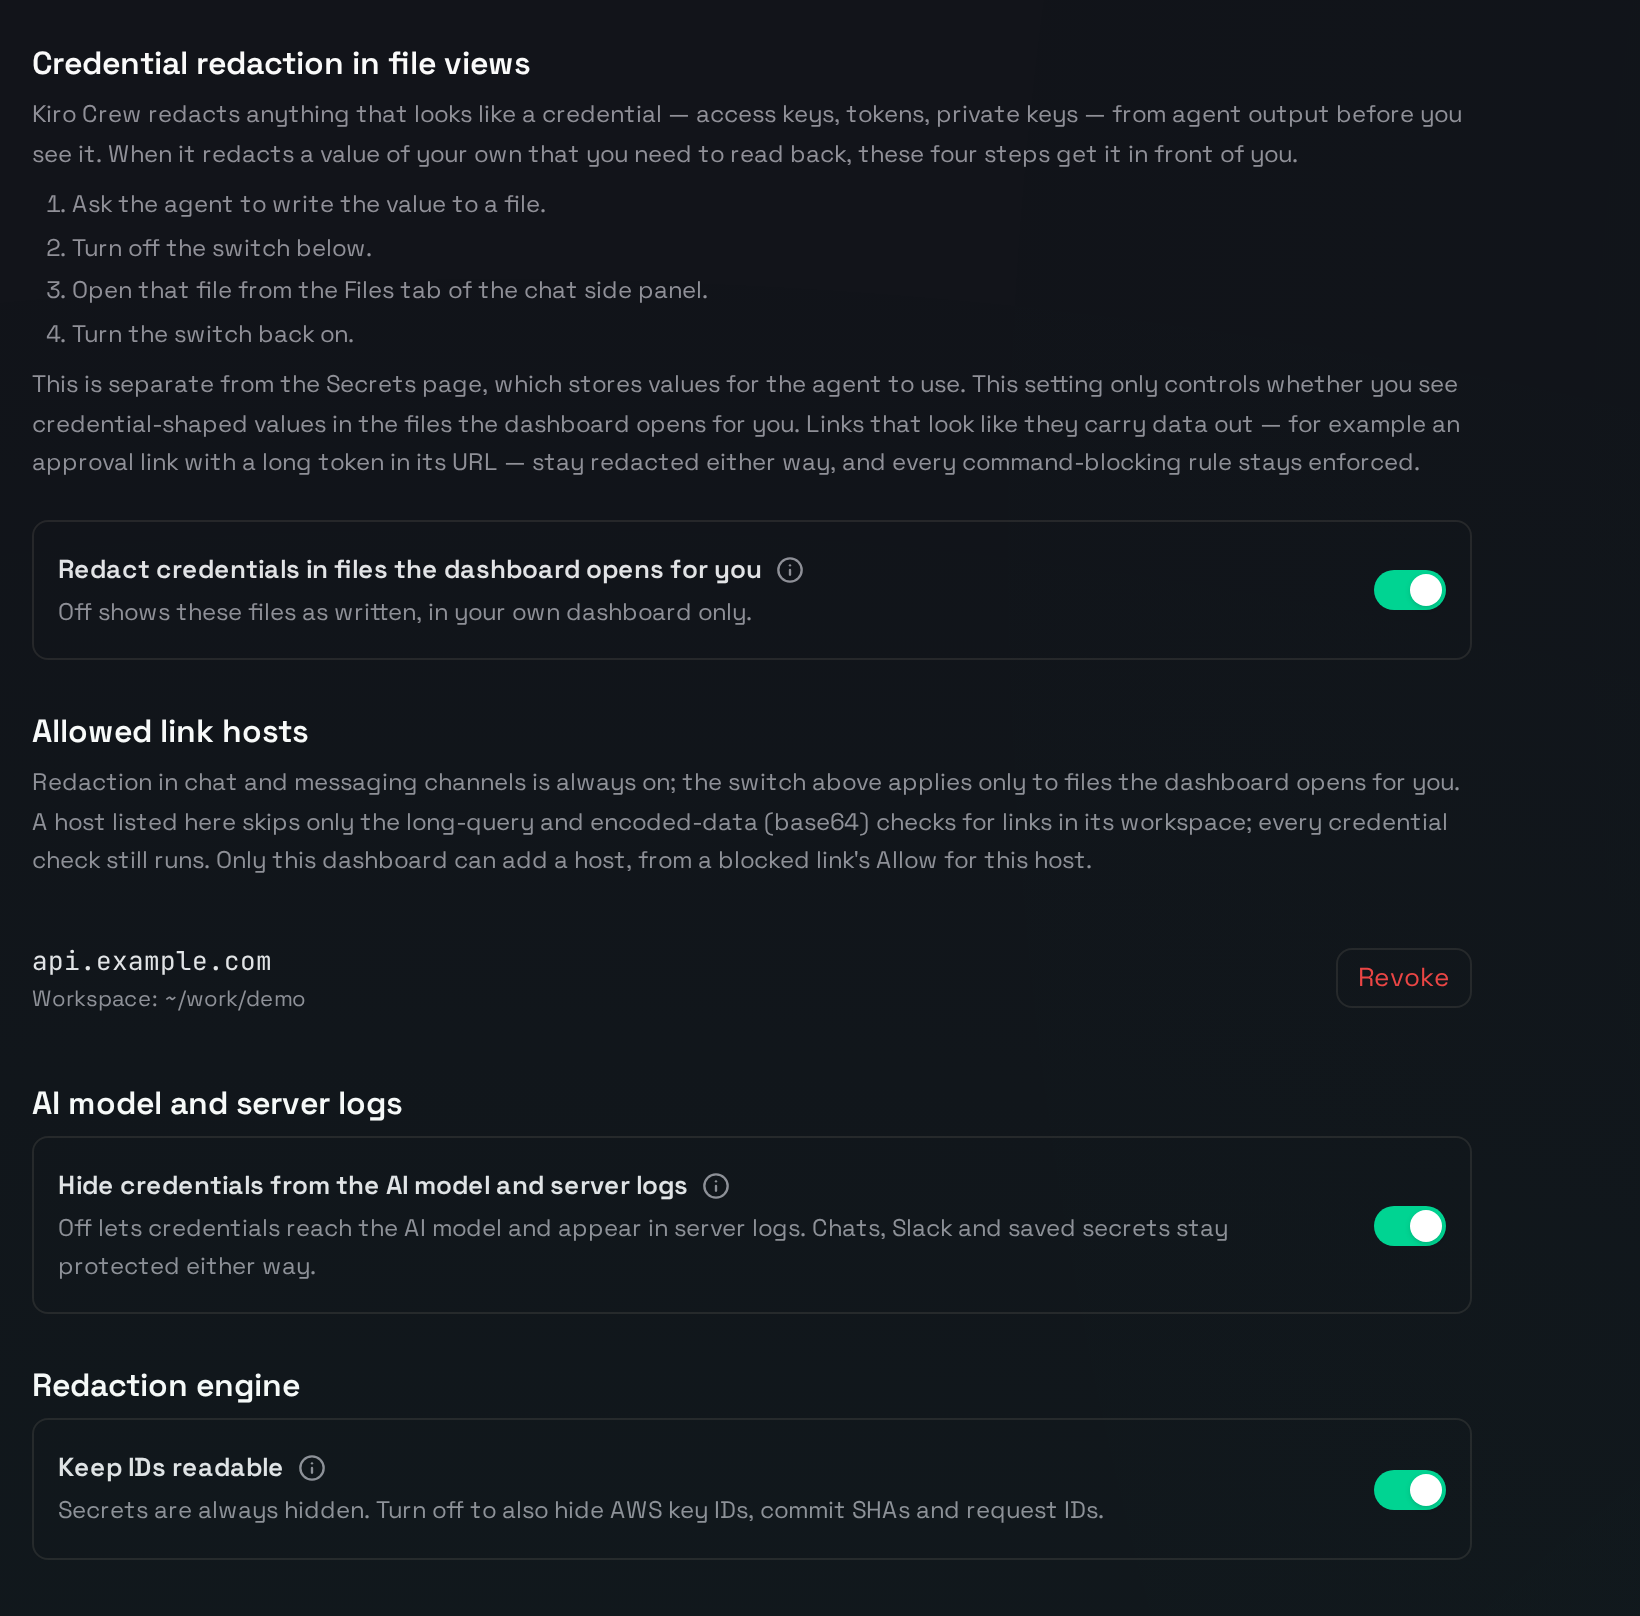 Credential redaction in file views
Kiro Crew redacts anything that looks like a credential — access keys, tokens, private keys — from agent output before you
see it. When it redacts a value of your own that you need to read back, these four steps get it in front of you.
1. Ask the agent to write the value to a file.
2. Turn off the switch below.
3. Open that file from the Files tab of the chat side panel.
4. Turn the switch back on.
This is separate from the Secrets page, which stores values for the agent to use. This setting only controls whether you see
credential-shaped values in the files the dashboard opens for you. Links that look like they carry data out — for example an
approval link with a long token in its URL — stay redacted either way, and every command-blocking rule stays enforced.
Redact credentials in files the dashboard opens for you
Off shows these files as written, in your own dashboard only.
Allowed link hosts
Redaction in chat and messaging channels is always on; the switch above applies only to files the dashboard opens for you.
A host listed here skips only the long-query and encoded-data (base64) checks for links in its workspace; every credential
check still runs. Only this dashboard can add a host, from a blocked link's Allow for this host.
api.example.com
Workspace: ~/work/demo
Revoke
AI model and server logs
Hide credentials from the AI model and server logs
Off lets credentials reach the AI model and appear in server logs. Chats, Slack and saved secrets stay
protected either way.
Redaction engine
Keep IDs readable
Secrets are always hidden. Turn off to also hide AWS key IDs, commit SHAs and request IDs.